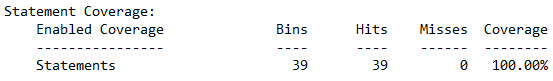 Statement Coverage:
    Enabled Coverage              Bins      Hits    Misses  Coverage
    ----------------              ----      ----    ------  --------
    Statements                      39        39         0   100.00%